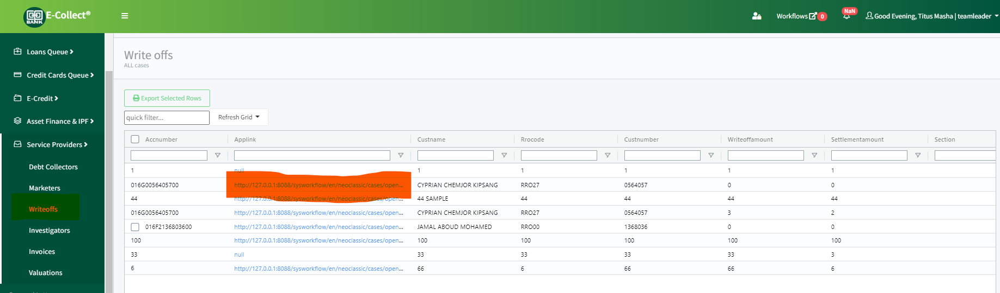 BANK
E-Collect®
Workflows 0
NaN
Good Evening, Titus Masha | teamleader
Loans Queue
Credit Cards Queue
E-Credit
Asset Finance & IPF
Service Providers
Debt Collectors
Marketers
Writeoffs
Investigators
Invoices
Valuations
Write offs
ALL cases
Export Selected Rows
quick filter...
Refresh Grid
Accnumber Applink Custname Rrocode Custnumber Writeoffamount Settlementamount Section
1 null 1 1 1 1 1
016G0056405700 http://127.0.0.1:8088/sysworkflow/en/neoclassic/cases/open... CYPRIAN CHEMJOR KIPSANG RRO27 0564057 0 0
44 http://127.0.0.1:8088/sysworkflow/en/neoclassic/cases/open... 44 SAMPLE 44 44 44 44
016G0056405700 http://127.0.0.1:8088/sysworkflow/en/neoclassic/cases/open... CYPRIAN CHEMJOR KIPSANG RRO27 0564057 3 2
016F2136803600 http://127.0.0.1:8088/sysworkflow/en/neoclassic/cases/open... JAMAL ABOUD MOHAMED RRO00 1368036 0 0
100 http://127.0.0.1:8088/sysworkflow/en/neoclassic/cases/open... 100 100 100 100 100
33 null 33 33 33 33 3
6 http://127.0.0.1:8088/sysworkflow/en/neoclassic/cases/open... 66 6 66 66 6